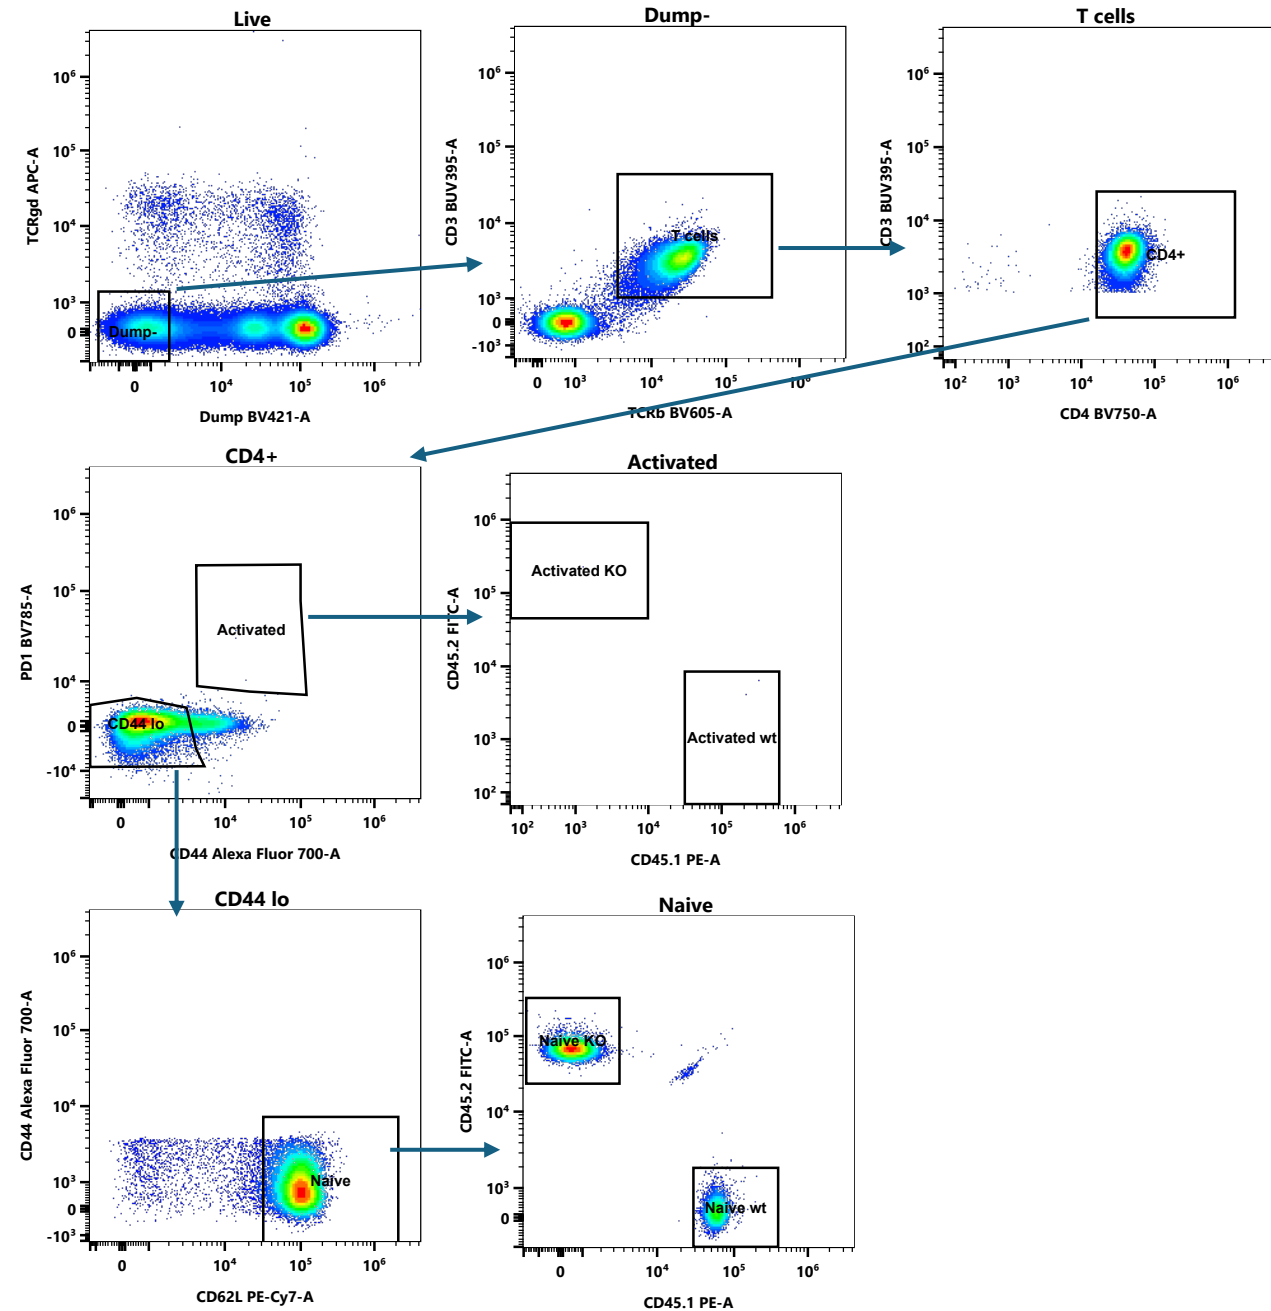 Live
TCRgd APC-A
10⁶
10⁵
10⁴
10³
0
Dump-
0
10⁴
10⁵
10⁶
Dump BV421-A
Dump-
CD3 BUV395-A
10⁶
10⁵
10⁴
10³
0
-10³
T cells
0
10³
10⁴
10⁵
10⁶
TCRb BV605-A
T cells
CD3 BUV395-A
10⁶
10⁵
10⁴
10³
10²
CD4+
10²
10³
10⁴
10⁵
10⁶
CD4 BV750-A
CD4+
PD1 BV785-A
10⁶
10⁵
10⁴
0
-10⁴
Activated
CD44 lo
0
10⁴
10⁵
10⁶
CD44 Alexa Fluor 700-A
Activated
CD45.2 FITC-A
10⁶
10⁵
10⁴
10³
10²
Activated KO
Activated wt
10²
10³
10⁴
10⁵
10⁶
CD45.1 PE-A
CD44 lo
CD44 Alexa Fluor 700-A
10⁶
10⁵
10⁴
10³
0
-10³
Naive
0
10⁴
10⁵
10⁶
CD62L PE-Cy7-A
Naive
CD45.2 FITC-A
10⁶
10⁵
10⁴
10³
0
Naive KO
Naive wt
0
10⁴
10⁵
10⁶
CD45.1 PE-A